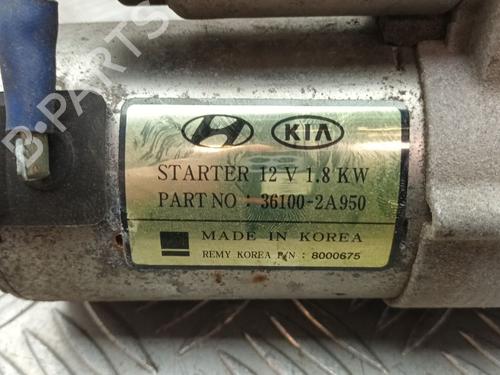 KIA
STARTER 12 V 1.8 KW
PART NO : 36100-2A950
MADE IN KOREA
REMY KOREA P/N : 8000675
B-PARTS